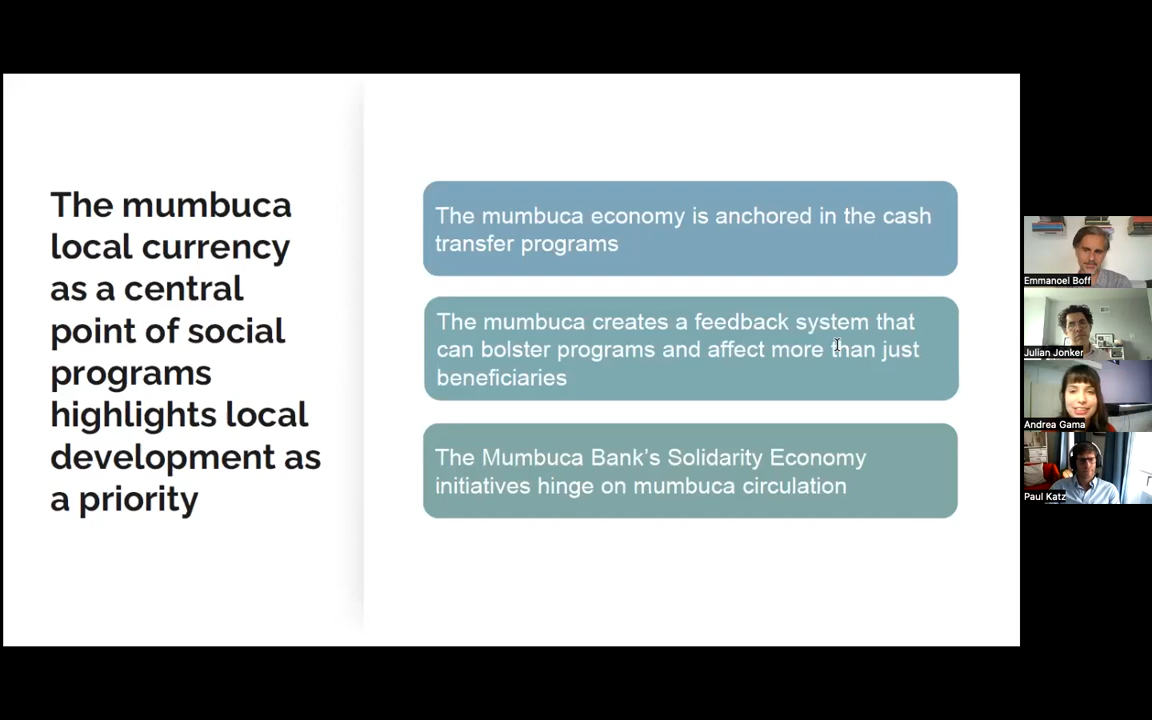 The mumbuca
local currency
as a central
point of social
programs
highlights local
development as
a priority
The mumbuca economy is anchored in the cash
transfer programs
The mumbuca creates a feedback system that
can bolster programs and affect more than just
beneficiaries
The Mumbuca Bank’s Solidarity Economy
initiatives hinge on mumbuca circulation
Emmanoel Boff
Julian Jonker
Andrea Gama
Paul Katz